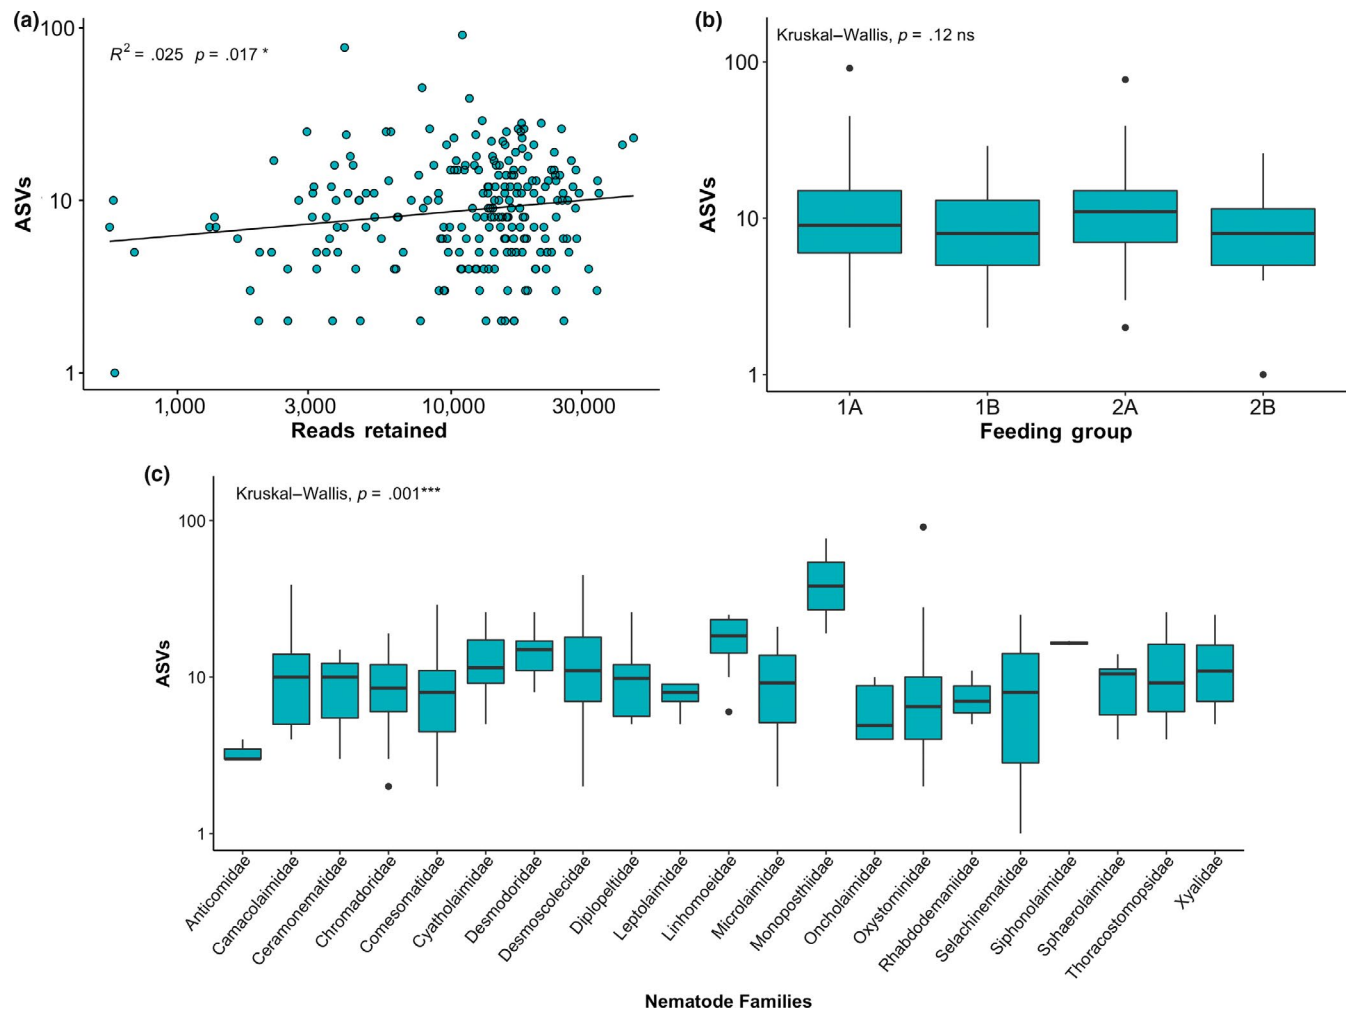 (a)
R² = .025 p = .017 *
ASVs
100
10
1
1,000 3,000 10,000 30,000
Reads retained
(b)
Kruskal–Wallis, p = .12 ns
ASVs
100
10
1
1A 1B 2A 2B
Feeding group
(c)
Kruskal–Wallis, p = .001***
ASVs
100
10
1
Anticomidae
Camacolaimidae
Ceramonematidae
Chromadoridae
Comesomatidae
Cyatholaimidae
Desmodoridae
Desmoscolecidae
Diplopeltidae
Leptolaimidae
Linhomoeidae
Microlaimidae
Monoposthiidae
Oncholaimidae
Oxystominidae
Rhabdodemaniidae
Selachinematidae
Siphonolaimidae
Sphaerolaimidae
Thoracostomopsidae
Xyalidae
Nematode Families